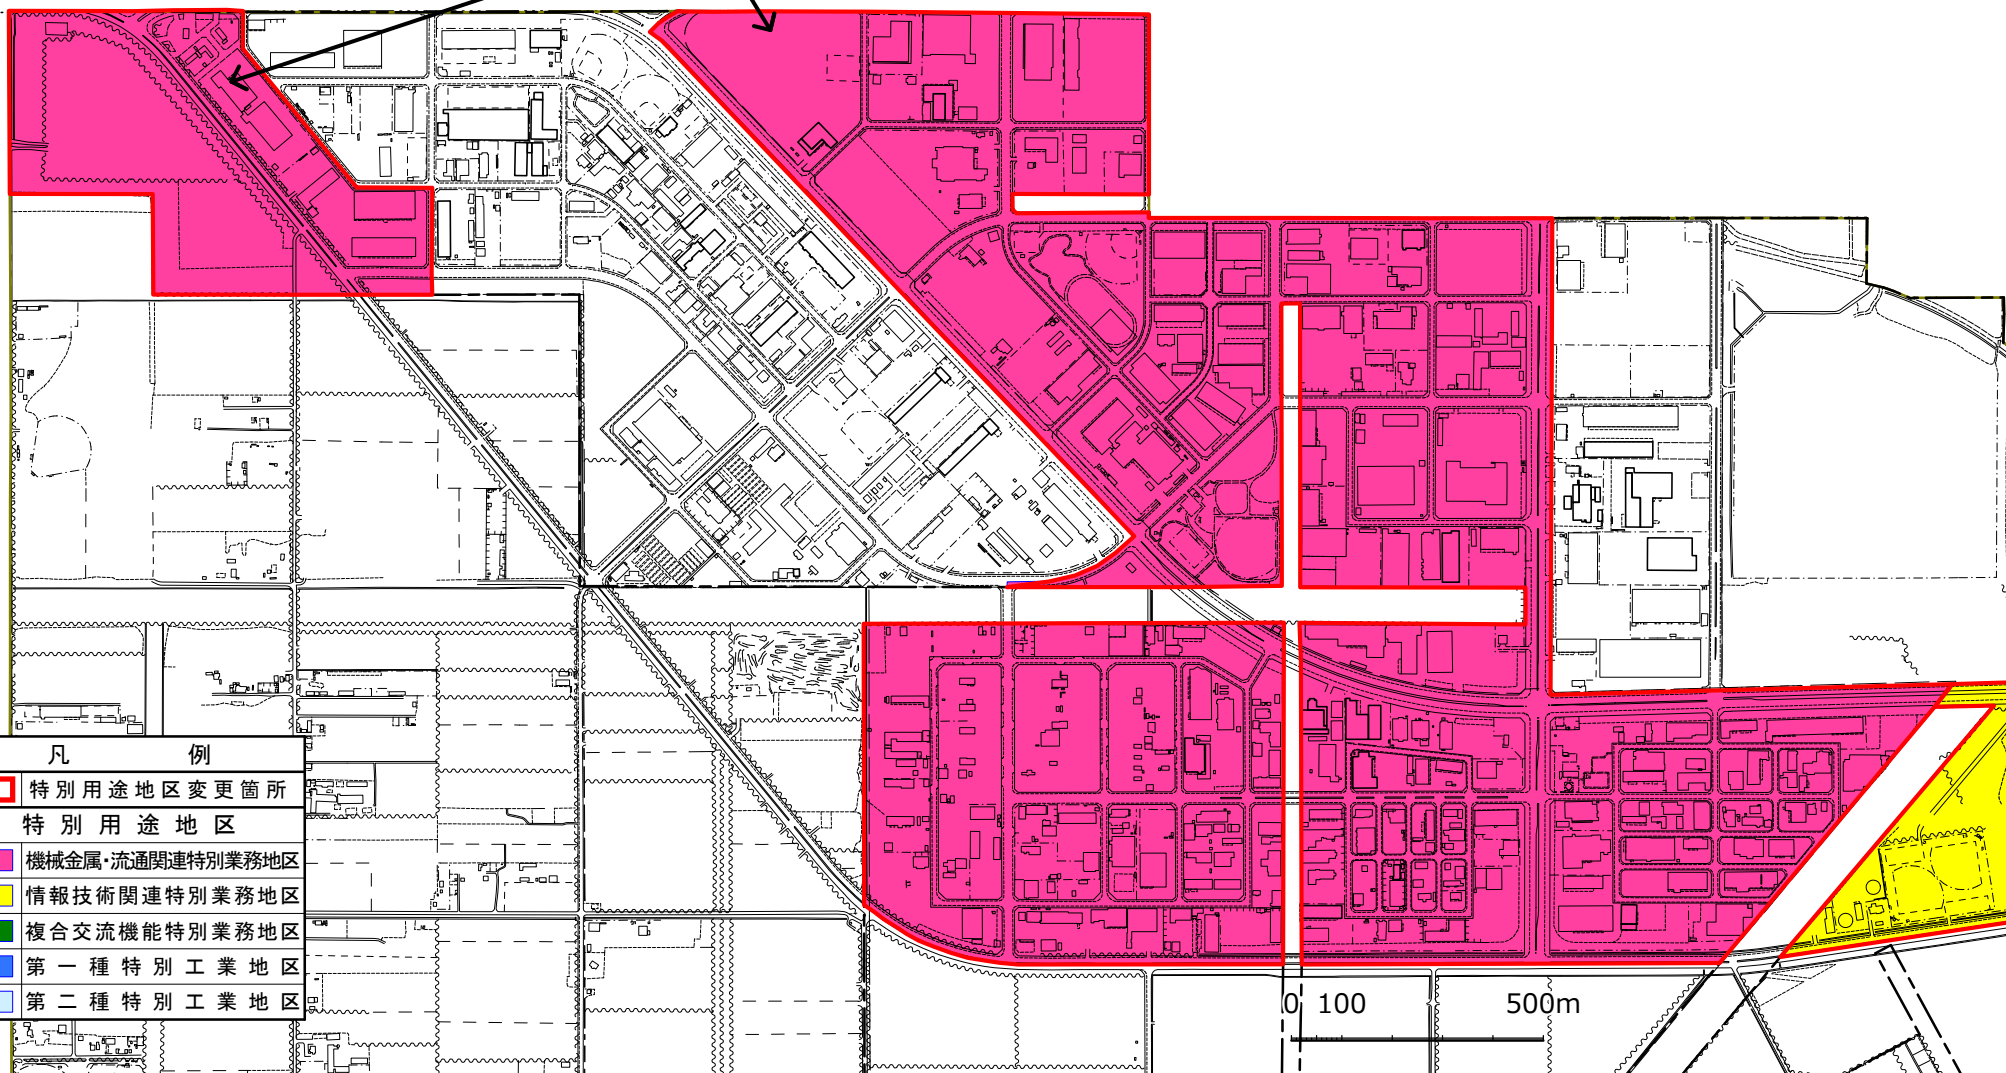 凡例
特別用途地区変更箇所
特別用途地区
機械金属・流通関連特別業務地区
情報技術関連特別業務地区
複合交流機能特別業務地区
第一種特別工業地区
第二種特別工業地区
0 100 500m